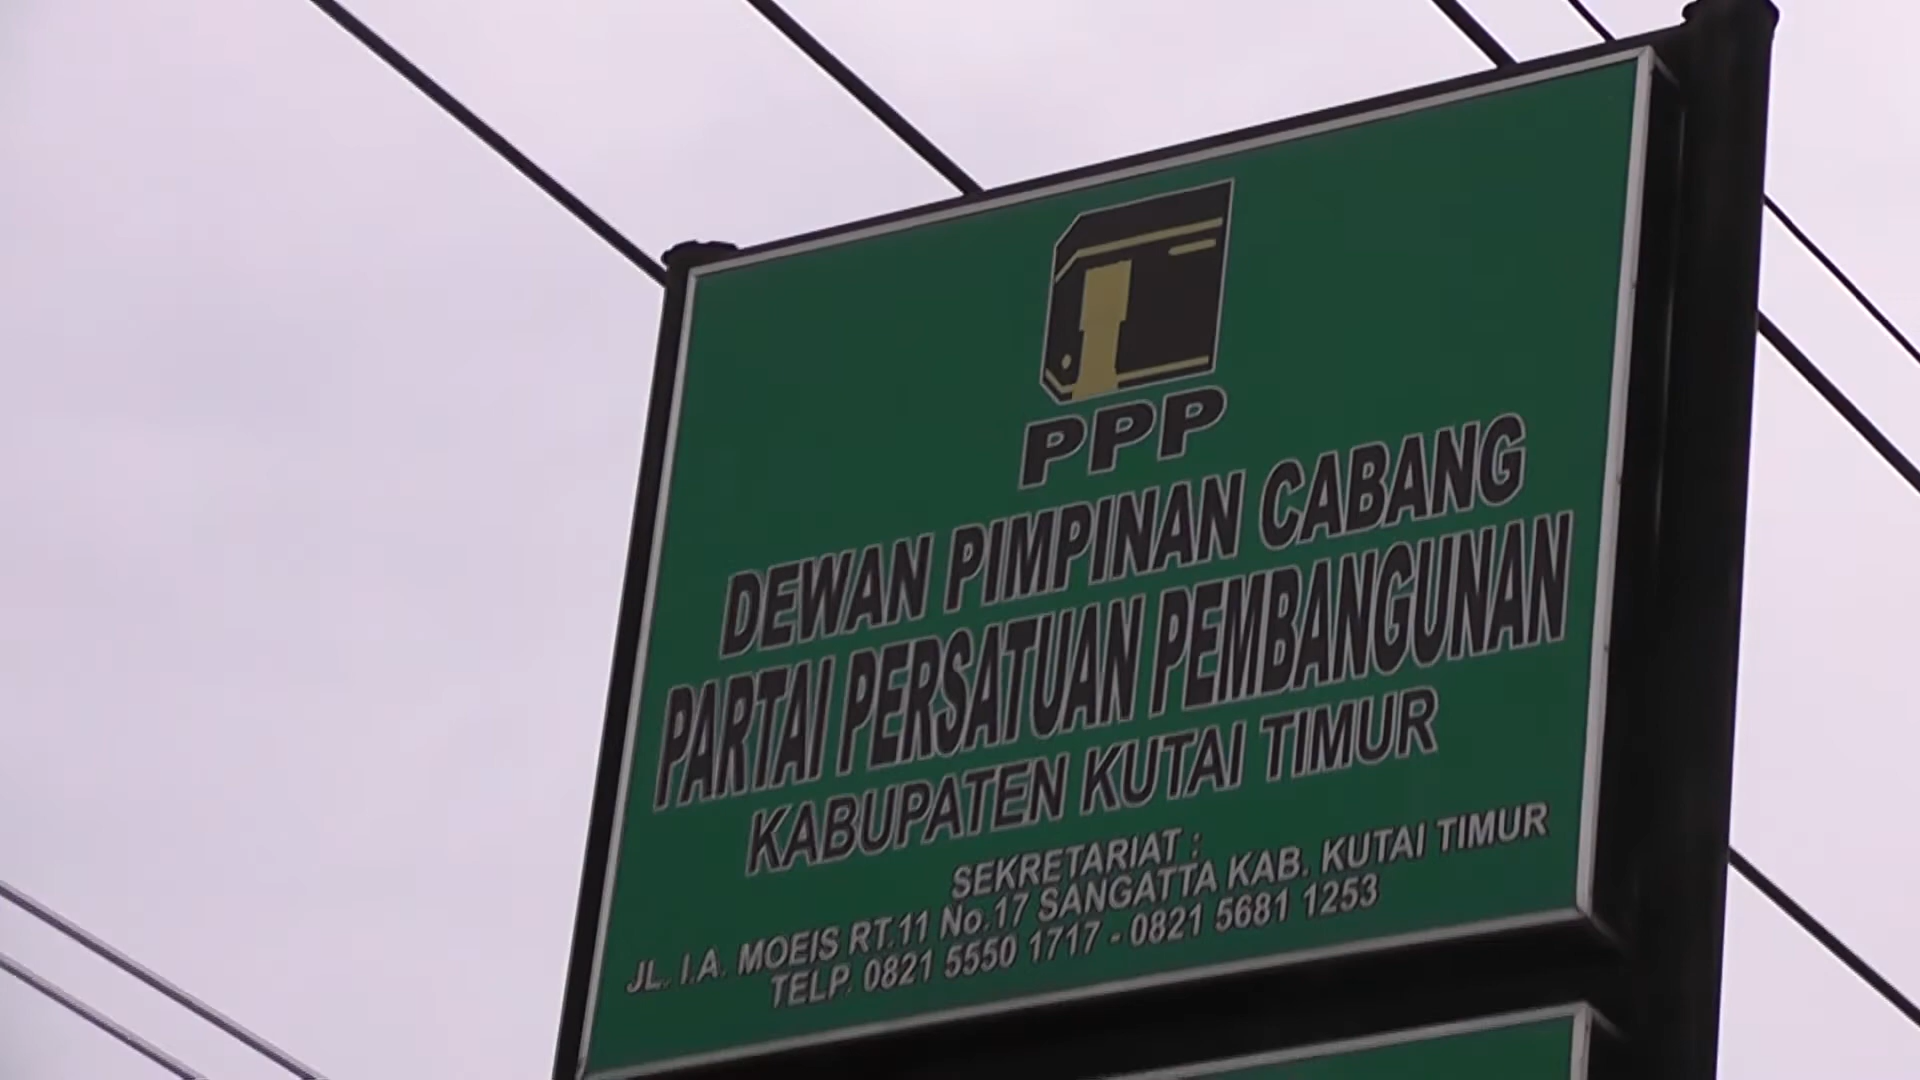 PPP
DEWAN PIMPINAN CABANG
PARTAI PERSATUAN PEMBANGUNAN
KABUPATEN KUTAI TIMUR
SEKRETARIAT :
JL. I.A. MOEIS RT.11 No.17 SANGATTA KAB. KUTAI TIMUR
TELP. 0821 5550 1717 - 0821 5681 1253